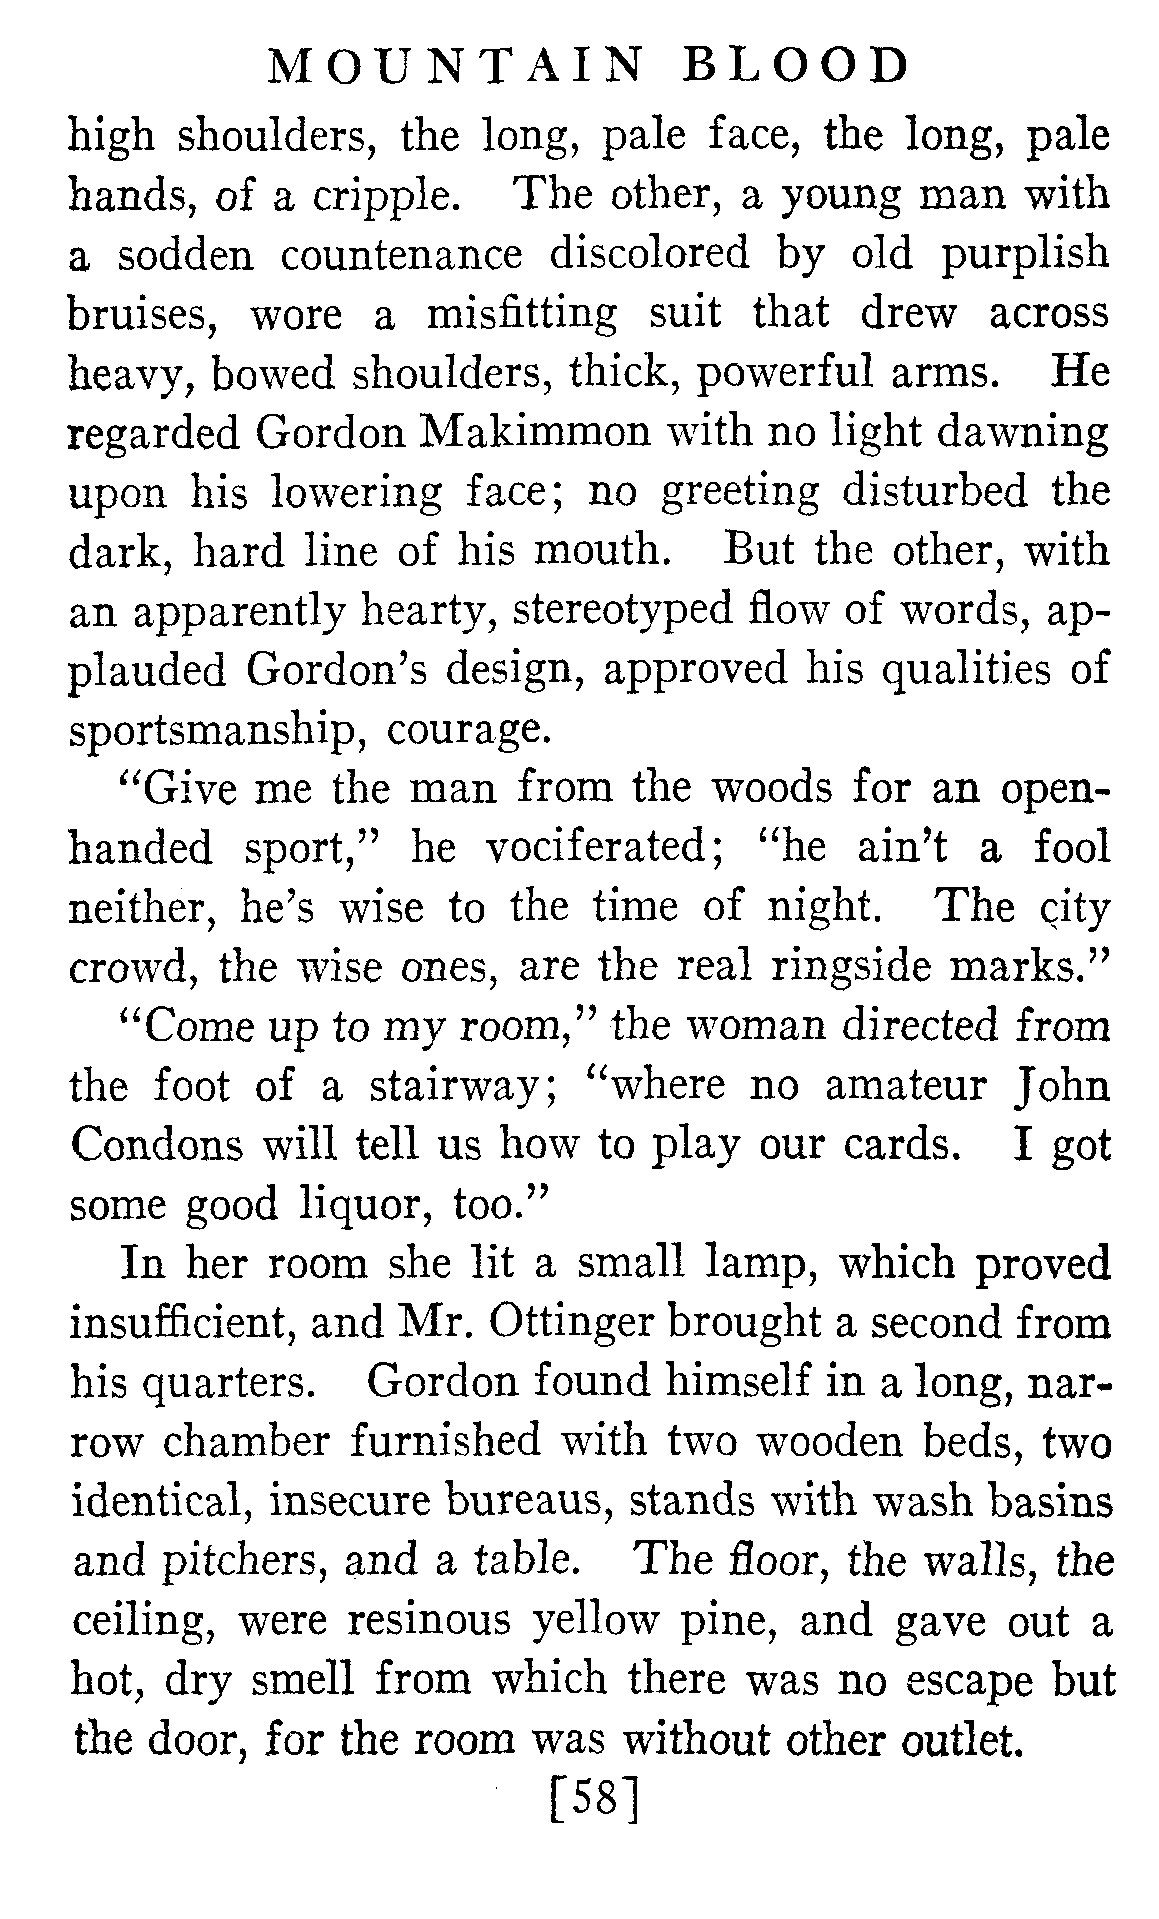 MOUNTAIN BLOOD
high shoulders, the long, pale face, the long, pale
hands, of a cripple. The other, a young man with
a sodden countenance discolored by old purplish
bruises, wore a misfitting suit that drew across
heavy, bowed shoulders, thick, powerful arms. He
regarded Gordon Makimmon with no light dawning
upon his lowering face; no greeting disturbed the
dark, hard line of his mouth. But the other, with
an apparently hearty, stereotyped flow of words, ap-
plauded Gordon's design, approved his qualities of
sportsmanship, courage.
“Give me the man from the woods for an open-
handed sport,” he vociferated; “he ain't a fool
neither, he's wise to the time of night. The city
crowd, the wise ones, are the real ringside marks.”
“Come up to my room,” the woman directed from
the foot of a stairway; “where no amateur John
Condons will tell us how to play our cards. I got
some good liquor, too.”
In her room she lit a small lamp, which proved
insufficient, and Mr. Ottinger brought a second from
his quarters. Gordon found himself in a long, nar-
row chamber furnished with two wooden beds, two
identical, insecure bureaus, stands with wash basins
and pitchers, and a table. The floor, the walls, the
ceiling, were resinous yellow pine, and gave out a
hot, dry smell from which there was no escape but
the door, for the room was without other outlet.
[58]